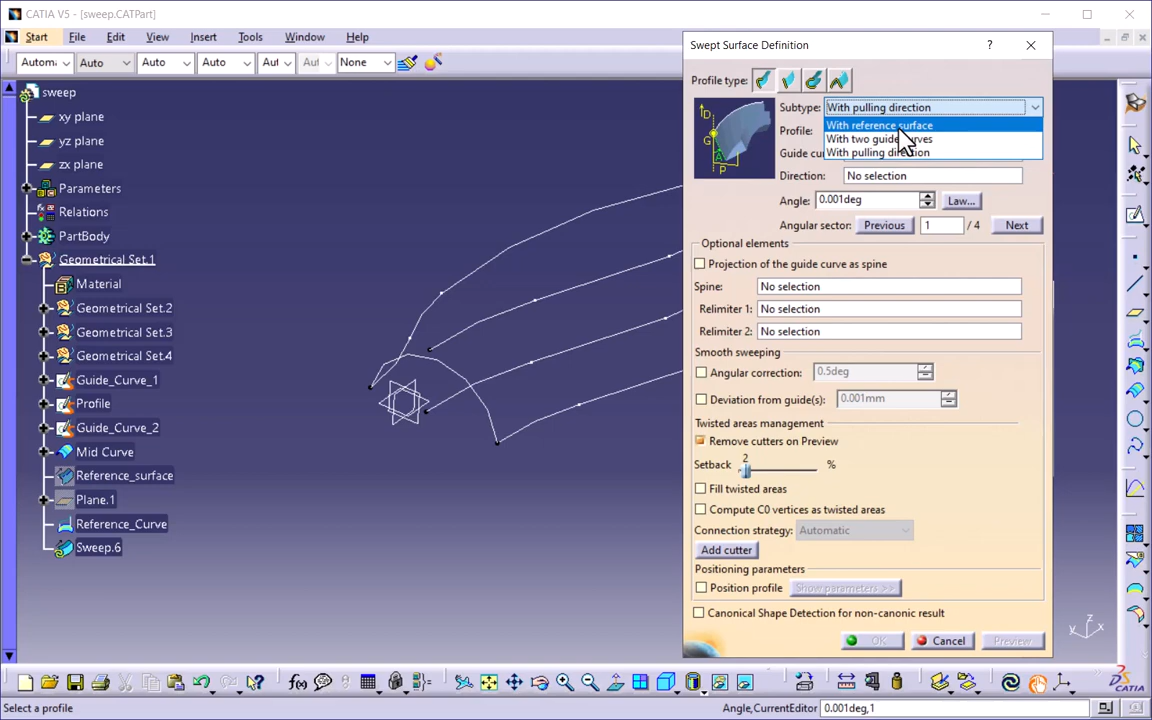 CATIA V5 - [sweep.CATPart]
Start File Edit View Insert Tools Window Help
Autom Auto Auto Auto Aut Aut None
sweep
xy plane
yz plane
zx plane
Parameters
Relations
PartBody
Geometrical Set.1
Material
Geometrical Set.2
Geometrical Set.3
Geometrical Set.4
Guide_Curve_1
Profile
Guide_Curve_2
Mid Curve
Reference_surface
Plane.1
Reference_Curve
Sweep.6
Swept Surface Definition
?
Profile type:
Subtype: With pulling direction
With reference surface
With two guide curves
With pulling direction
Profile:
Guide cu
Direction: No selection
Angle: 0.001deg Law...
Angular sector: Previous 1 / 4 Next
Optional elements
Projection of the guide curve as spine
Spine: No selection
Relimiter 1: No selection
Relimiter 2: No selection
Smooth sweeping
Angular correction: 0.5deg
Deviation from guide(s): 0.001mm
Twisted areas management
Remove cutters on Preview
Setback 2 %
Fill twisted areas
Compute C0 vertices as twisted areas
Connection strategy: Automatic
Add cutter
Positioning parameters
Position profile Show parameters >>
Canonical Shape Detection for non-canonic result
OK Cancel Preview
D
G
A
P
z
y x
f(x)
DASSAULT SYSTEMES
Select a profile
Angle,CurrentEditor 0.001deg,1